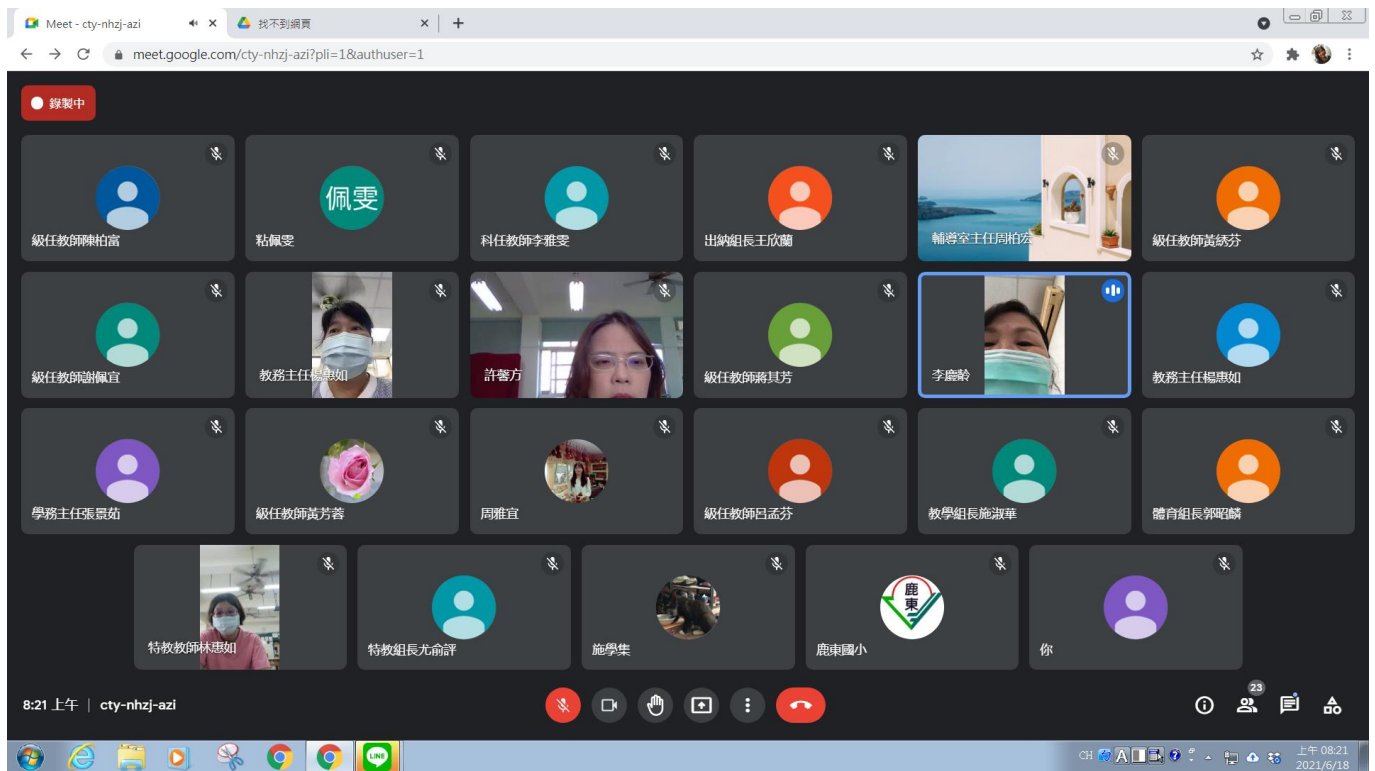 Meet - cty-nhzj-azi
找不到網頁
meet.google.com/cty-nhzj-azi?pli=1&authuser=1
錄製中
級任教師陳柏富
佩雯
粘佩雯
科任教師李雅雯
出納組長王欣蘭
輔導室主任周柏宏
級任教師黃綉芬
級任教師謝佩宜
教務主任楊惠如
許馨方
級任教師蔣其芳
李慶齡
教務主任楊惠如
學務主任張景茹
級任教師黃芳蓉
周雅宜
級任教師呂孟芬
教學組長施淑華
體育組長郭昭麟
特教教師林惠如
特教組長尤俞評
施學集
鹿東
鹿東國小
你
8:21 上午 | cty-nhzj-azi
23
LINE
CH
上午 08:21
2021/6/18